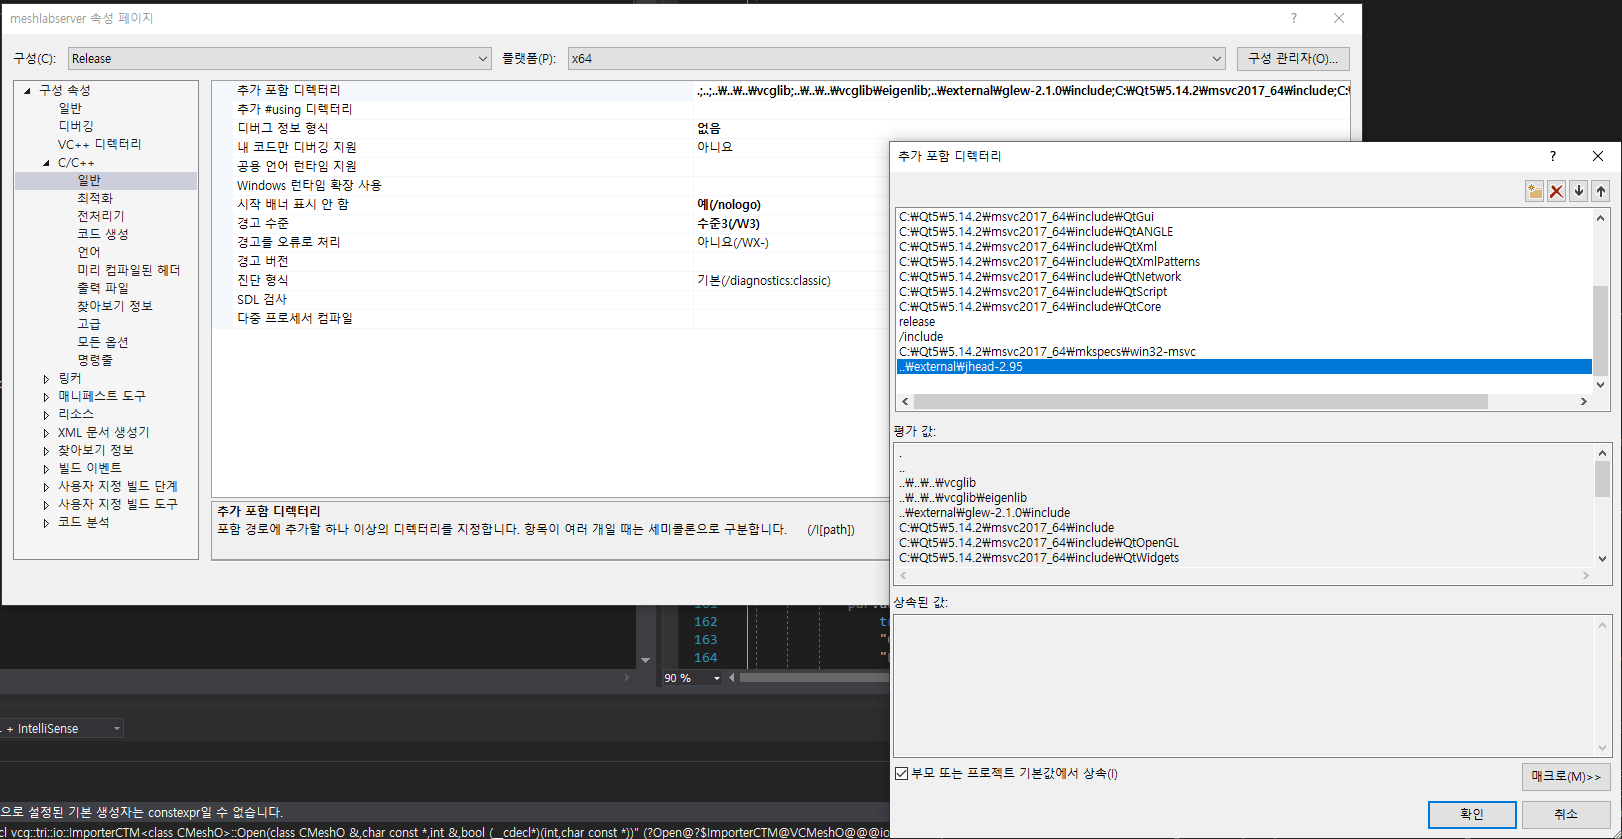 meshlabserver 속성 페이지
구성(C): Release 플랫폼(P): x64 구성 관리자(O)...
구성 속성
일반
디버깅
VC++ 디렉터리
C/C++
일반
최적화
전처리기
코드 생성
언어
미리 컴파일된 헤더
출력 파일
찾아보기 정보
고급
모든 옵션
명령줄
링커
매니페스트 도구
리소스
XML 문서 생성기
찾아보기 정보
빌드 이벤트
사용자 지정 빌드 단계
사용자 지정 빌드 도구
코드 분석
추가 포함 디렉터리 .;..;..₩..₩..₩vcglib;..₩..₩..₩vcglib₩eigenlib;..₩external₩glew-2.1.0₩include;C:₩Qt5₩5.14.2₩msvc2017_64₩include;C:₩
추가 #using 디렉터리
디버그 정보 형식 없음
내 코드만 디버깅 지원 아니요
공용 언어 런타임 지원
Windows 런타임 확장 사용
시작 배너 표시 안 함 예(/nologo)
경고 수준 수준3(/W3)
경고를 오류로 처리 아니요(/WX-)
경고 버전
진단 형식 기본(/diagnostics:classic)
SDL 검사
다중 프로세서 컴파일
추가 포함 디렉터리
포함 경로에 추가할 하나 이상의 디렉터리를 지정합니다. 항목이 여러 개일 때는 세미콜론으로 구분합니다. (/I[path])
추가 포함 디렉터리
C:₩Qt5₩5.14.2₩msvc2017_64₩include₩QtGui
C:₩Qt5₩5.14.2₩msvc2017_64₩include₩QtANGLE
C:₩Qt5₩5.14.2₩msvc2017_64₩include₩QtXml
C:₩Qt5₩5.14.2₩msvc2017_64₩include₩QtXmlPatterns
C:₩Qt5₩5.14.2₩msvc2017_64₩include₩QtNetwork
C:₩Qt5₩5.14.2₩msvc2017_64₩include₩QtScript
C:₩Qt5₩5.14.2₩msvc2017_64₩include₩QtCore
release
/include
C:₩Qt5₩5.14.2₩msvc2017_64₩mkspecs₩win32-msvc
..₩external₩jhead-2.95
평가 값:
.
..
..₩..₩..₩vcglib
..₩..₩..₩vcglib₩eigenlib
..₩external₩glew-2.1.0₩include
C:₩Qt5₩5.14.2₩msvc2017_64₩include
C:₩Qt5₩5.14.2₩msvc2017_64₩include₩QtOpenGL
C:₩Qt5₩5.14.2₩msvc2017_64₩include₩QtWidgets
상속된 값:
부모 또는 프로젝트 기본값에서 상속(I)
매크로(M)>>
확인 취소
162 
163
164
90 %
+ IntelliSense
으로 설정된 기본 생성자는 constexpr일 수 없습니다.
cl vcg::tri::io::ImporterCTM<class CMeshO>::Open(class CMeshO &,char const *,int &,bool (__cdecl*)(int,char const *))" (?Open@?$ImporterCTM@VCMeshO@@@io